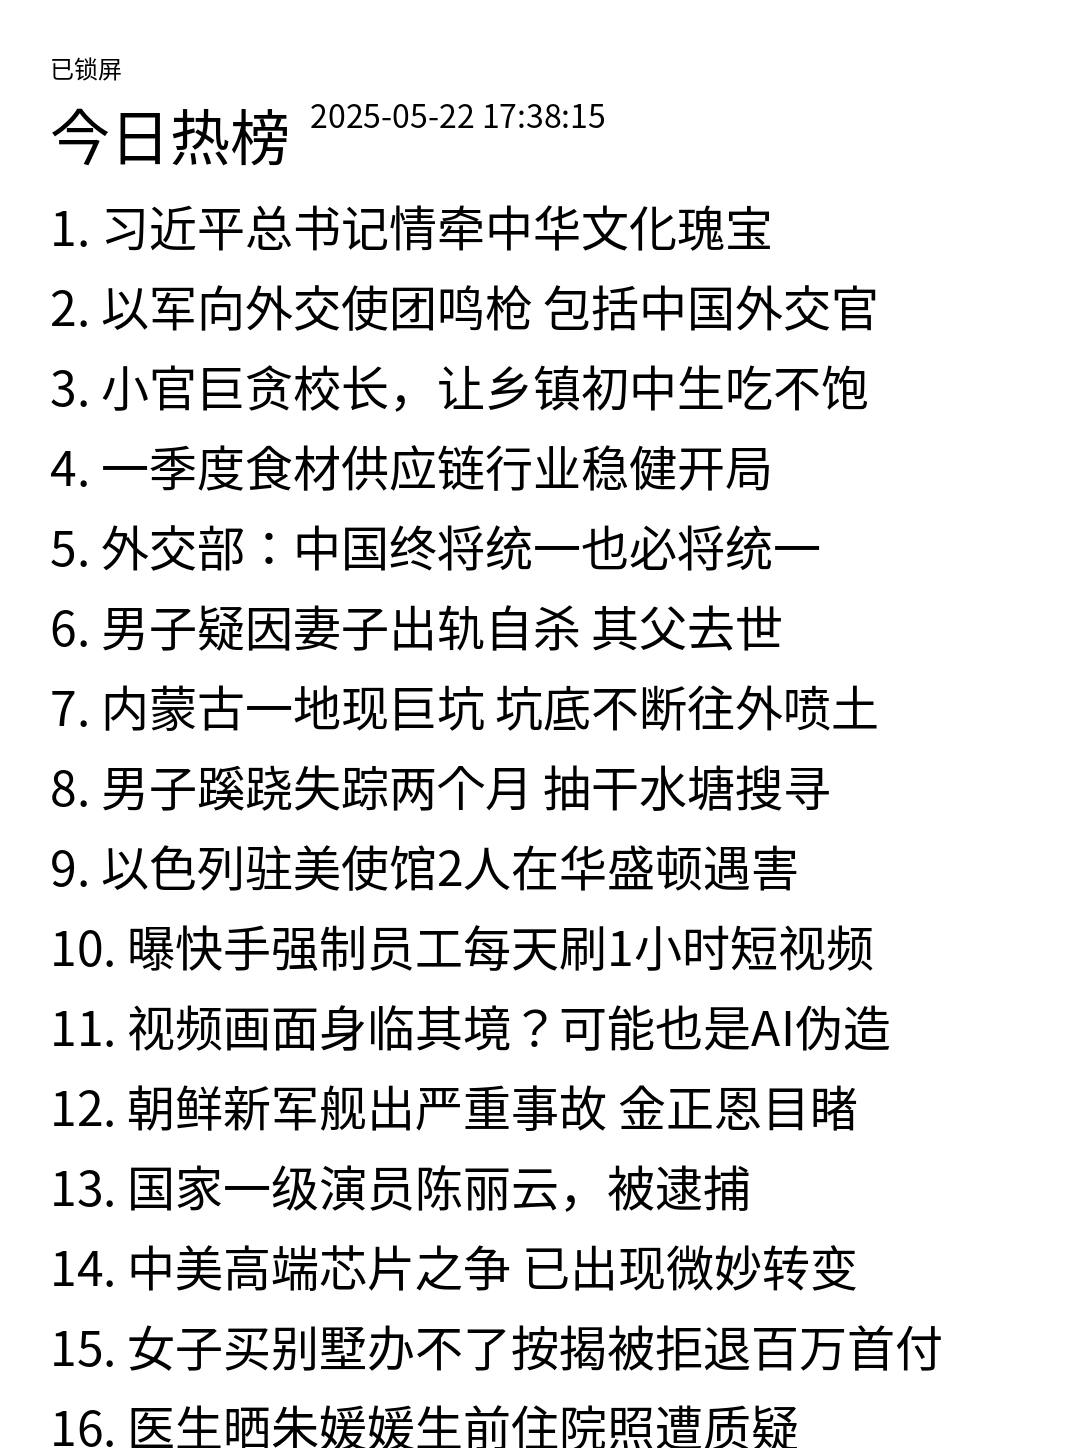 已锁屏
今日热榜 2025-05-22 17:38:15
1. 习近平总书记情牵中华文化瑰宝
2. 以军向外交使团鸣枪 包括中国外交官
3. 小官巨贪校长，让乡镇初中生吃不饱
4. 一季度食材供应链行业稳健开局
5. 外交部：中国终将统一也必将统一
6. 男子疑因妻子出轨自杀 其父去世
7. 内蒙古一地现巨坑 坑底不断往外喷土
8. 男子蹊跷失踪两个月 抽干水塘搜寻
9. 以色列驻美使馆2人在华盛顿遇害
10. 曝快手强制员工每天刷1小时短视频
11. 视频画面身临其境？可能也是AI伪造
12. 朝鲜新军舰出严重事故 金正恩目睹
13. 国家一级演员陈丽云，被逮捕
14. 中美高端芯片之争 已出现微妙转变
15. 女子买别墅办不了按揭被拒退百万首付
16. 医生晒朱媛媛生前住院照遭质疑